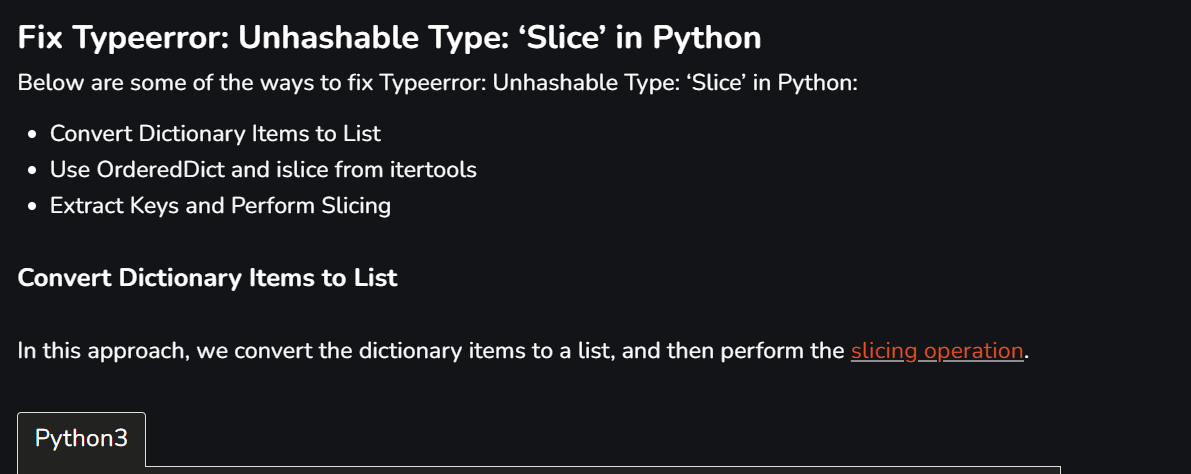 Fix Typeerror: Unhashable Type: ‘Slice’ in Python
Below are some of the ways to fix Typeerror: Unhashable Type: ‘Slice’ in Python:
• Convert Dictionary Items to List
• Use OrderedDict and islice from itertools
• Extract Keys and Perform Slicing
Convert Dictionary Items to List
In this approach, we convert the dictionary items to a list, and then perform the slicing operation.
Python3